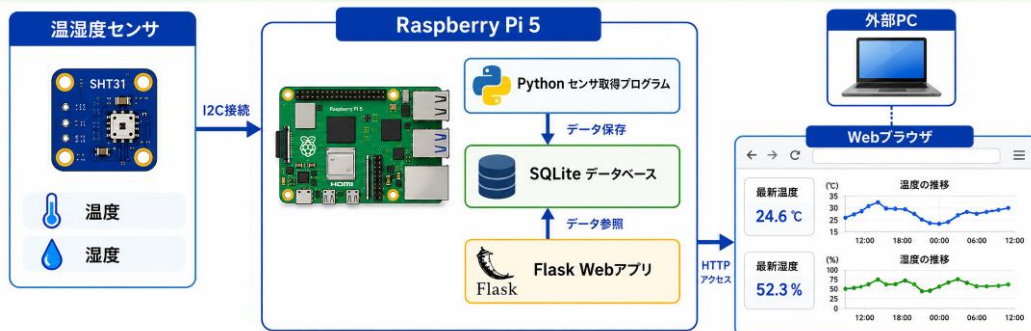 温湿度センサ
SHT31
温度
湿度
I2C接続
Raspberry Pi 5
Raspberry Pi 5
HDMI
Python センサ取得プログラム
データ保存
SQLite データベース
データ参照
Flask
Flask Webアプリ
HTTP
アクセス
外部PC
Webブラウザ
最新温度
24.6 ℃
(℃)
温度の推移
35
30
25
15
12:00 18:00 00:00 06:00 12:00
最新湿度
52.3 %
(%)
湿度の推移
100
75
50
25
0
12:00 18:00 00:00 06:00 12:00